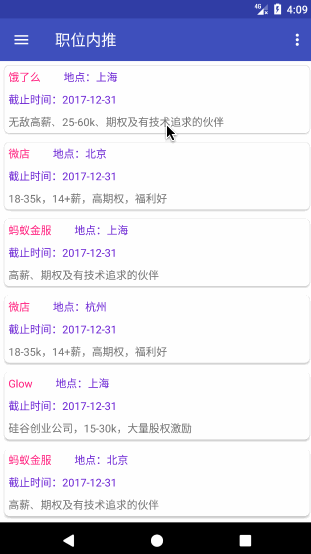 4G 4:09
职位内推
饿了么 地点：上海
截止时间：2017-12-31
无敌高薪、25-60k、期权及有技术追求的伙伴
微店 地点：北京
截止时间：2017-12-31
18-35k，14+薪，高期权，福利好
蚂蚁金服 地点：上海
截止时间：2017-12-31
高薪、期权及有技术追求的伙伴
微店 地点：杭州
截止时间：2017-12-31
18-35k，14+薪，高期权，福利好
Glow 地点：上海
截止时间：2017-12-31
硅谷创业公司，15-30k，大量股权激励
蚂蚁金服 地点：北京
截止时间：2017-12-31
高薪、期权及有技术追求的伙伴